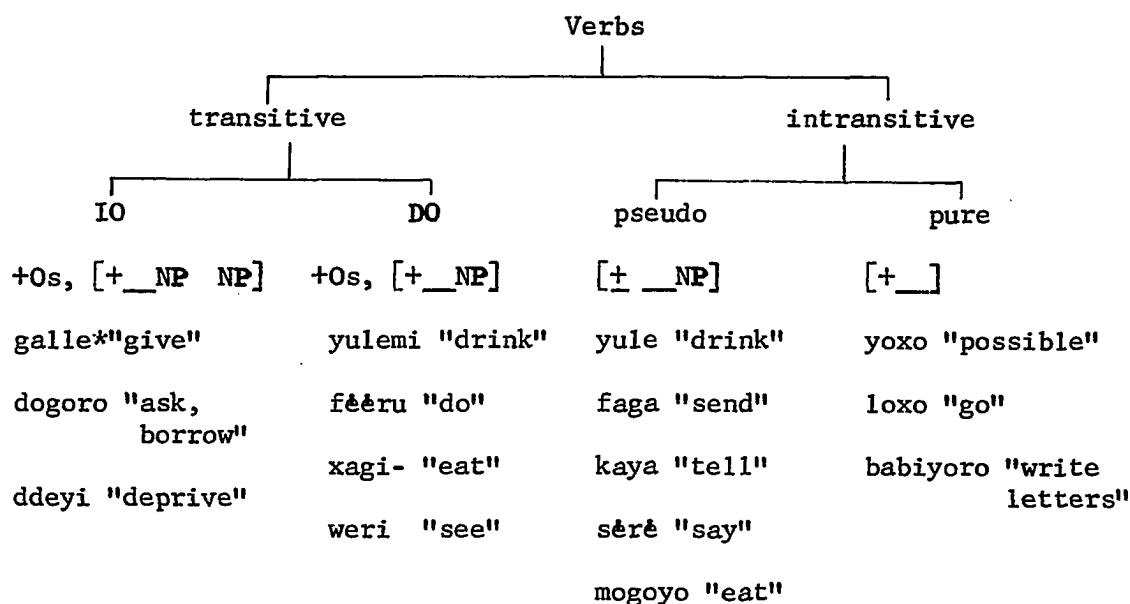 Verbs
transitive intransitive
IO DO pseudo pure
+Os, [+__NP NP] +Os, [+__NP] [± __NP] [+__]
galle*"give" yulemi "drink" yule "drink" yoxo "possible"
dogoro "ask, fééru "do" faga "send" loxo "go"
borrow" xagi- "eat" kaya "tell" babiyoro "write
ddeyi "deprive" weri "see" séré "say" letters"
mogoyo "eat"